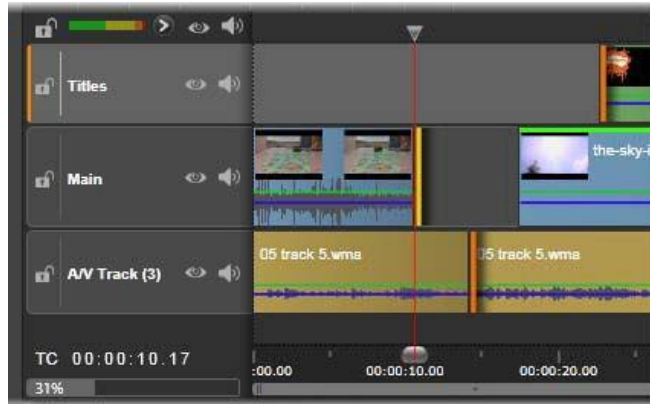 Titles
Main
the-sky-i
A/V Track (3)
05 track 5.wma
05 track 5.wma
TC 00:00:10.17
:00.00
00:00:10.00
00:00:20.00
31%